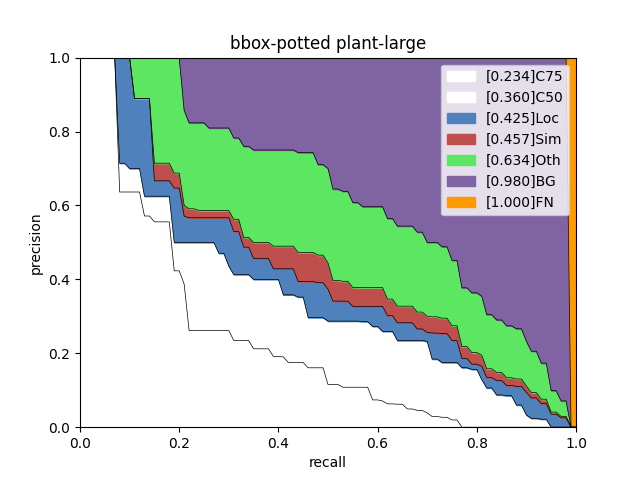 bbox-potted plant-large
1.0
0.8
0.6
0.4
0.2
0.0
precision
[0.234]C75
[0.360]C50
[0.425]Loc
[0.457]Sim
[0.634]Oth
[0.980]BG
[1.000]FN
0.0 0.2 0.4 0.6 0.8 1.0
recall